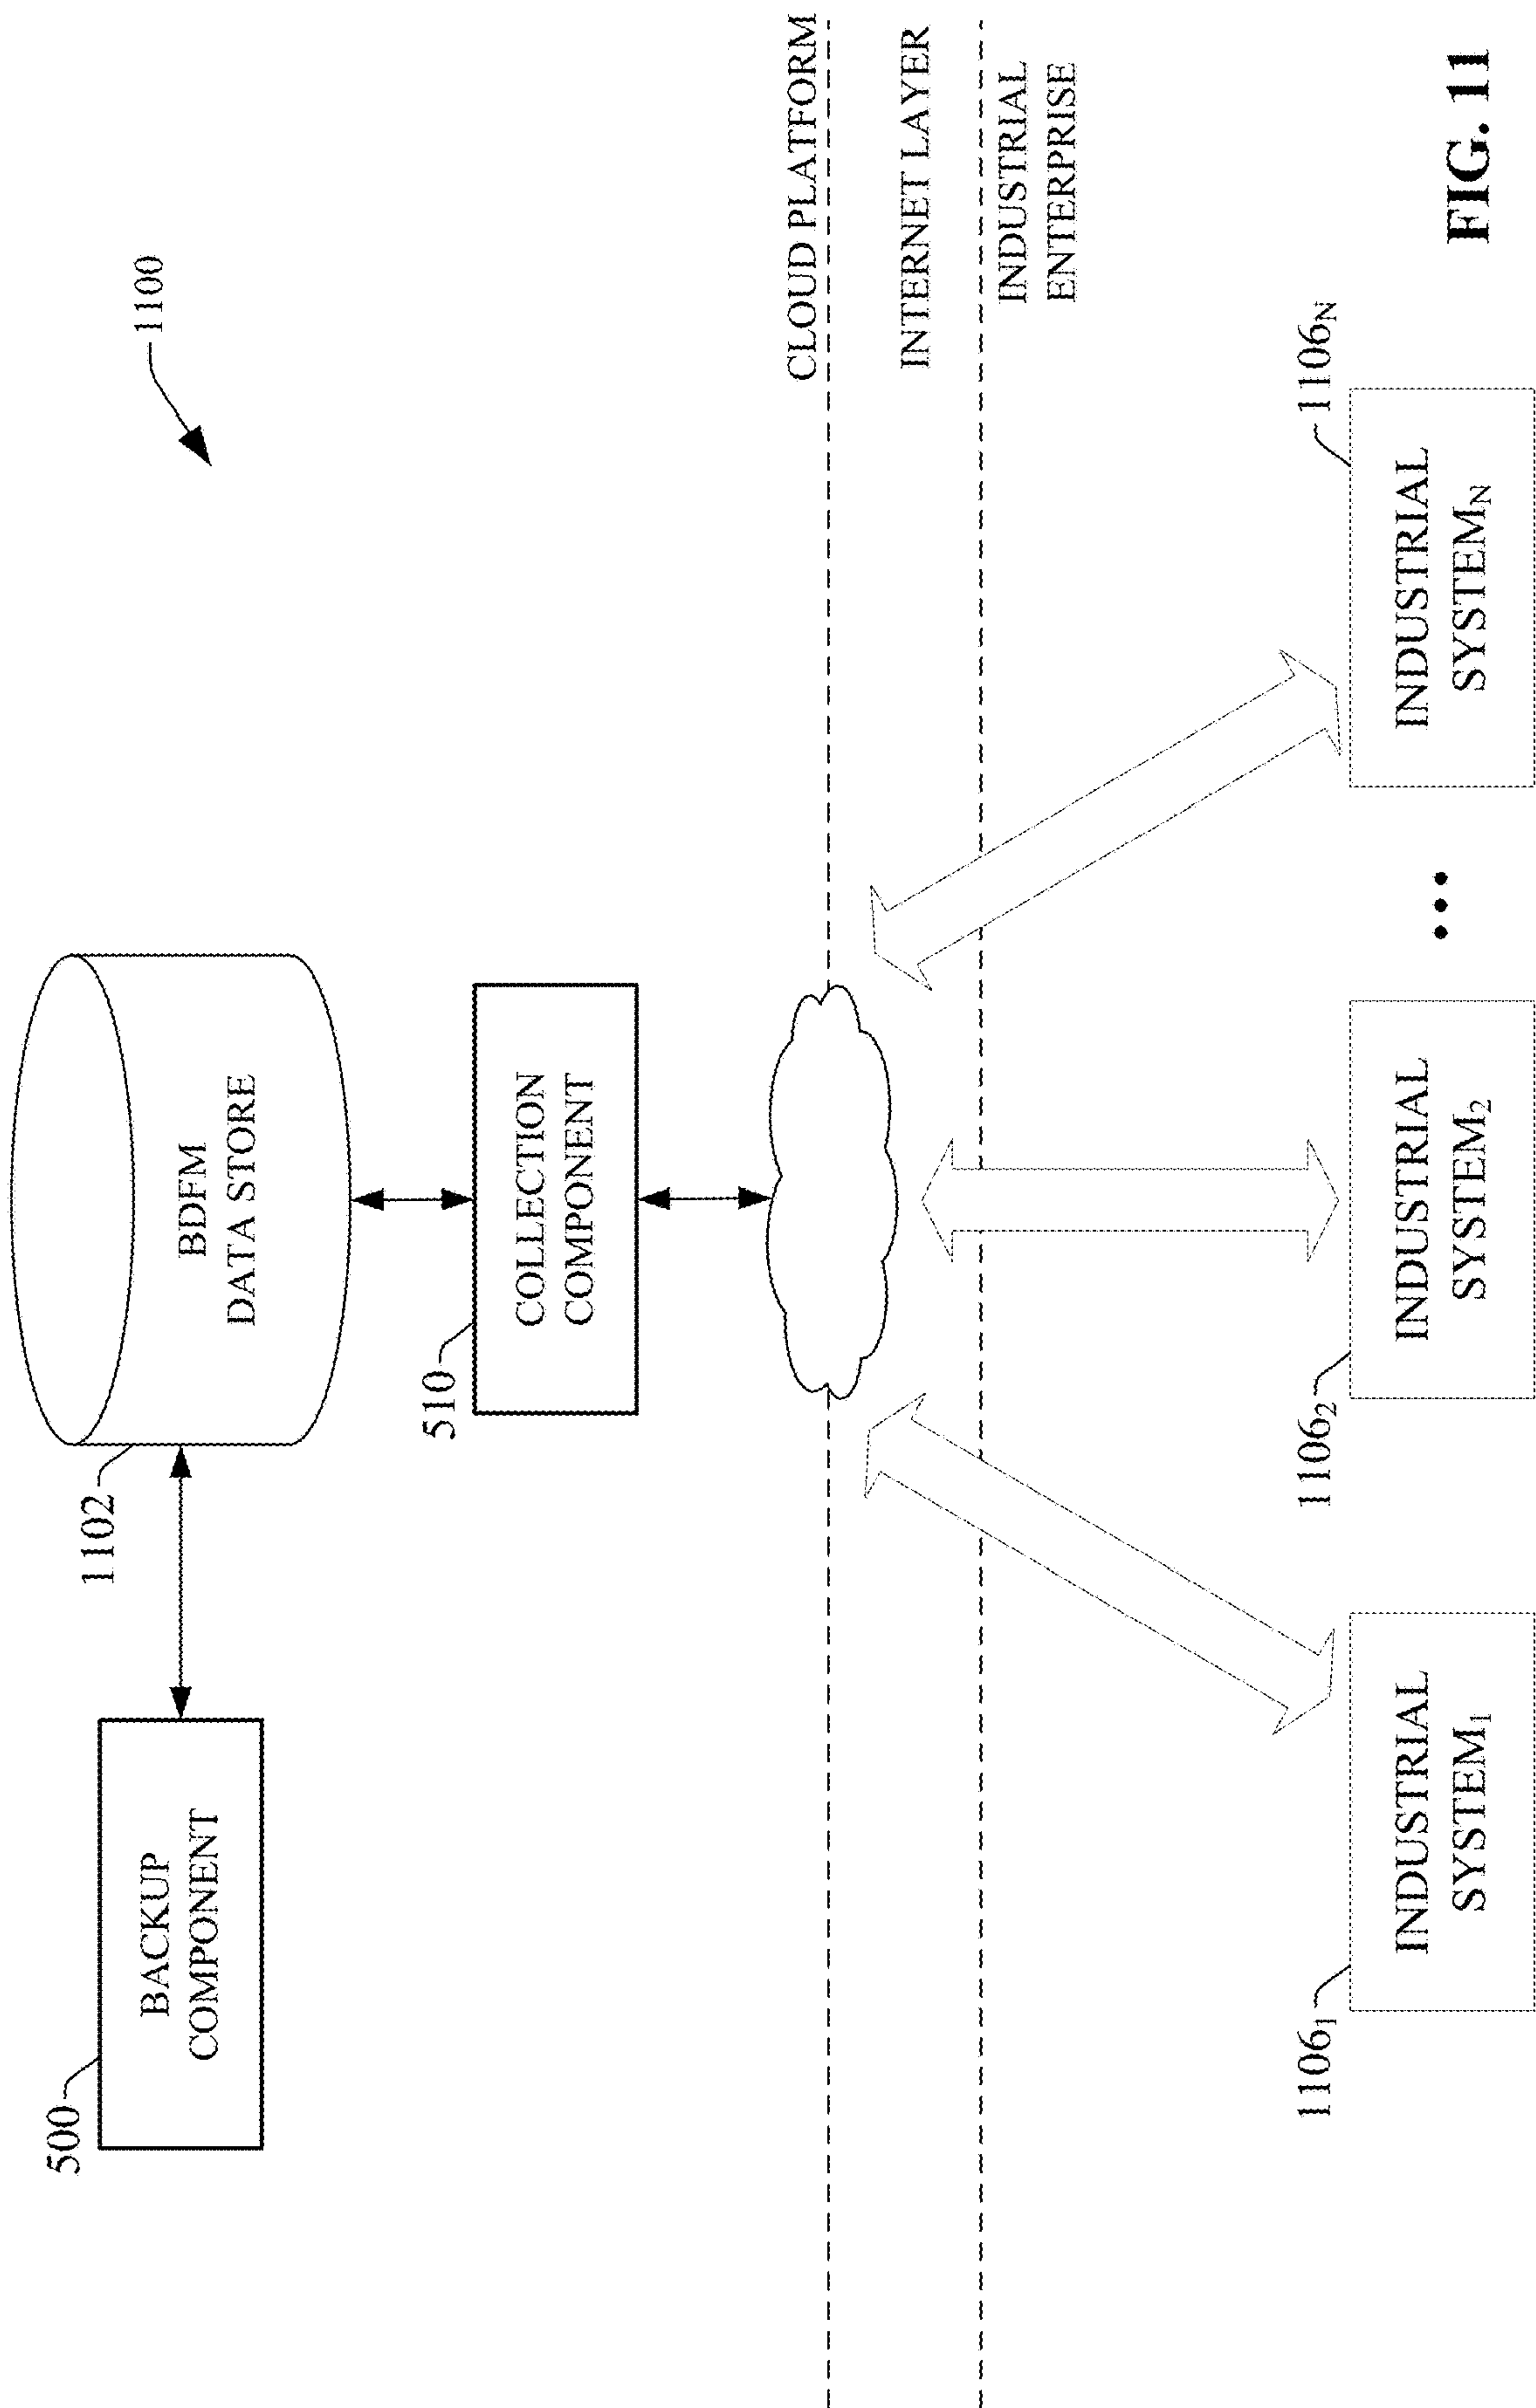 1100
BDFM
DATA STORE
1102
BACKUP
COMPONENT
500
COLLECTION
COMPONENT
510
CLOUD PLATFORM
INTERNET LAYER
INDUSTRIAL
ENTERPRISE
INDUSTRIAL
SYSTEM₁
1106₁
INDUSTRIAL
SYSTEM₂
1106₂
•••
INDUSTRIAL
SYSTEMN
1106N
FIG. 11